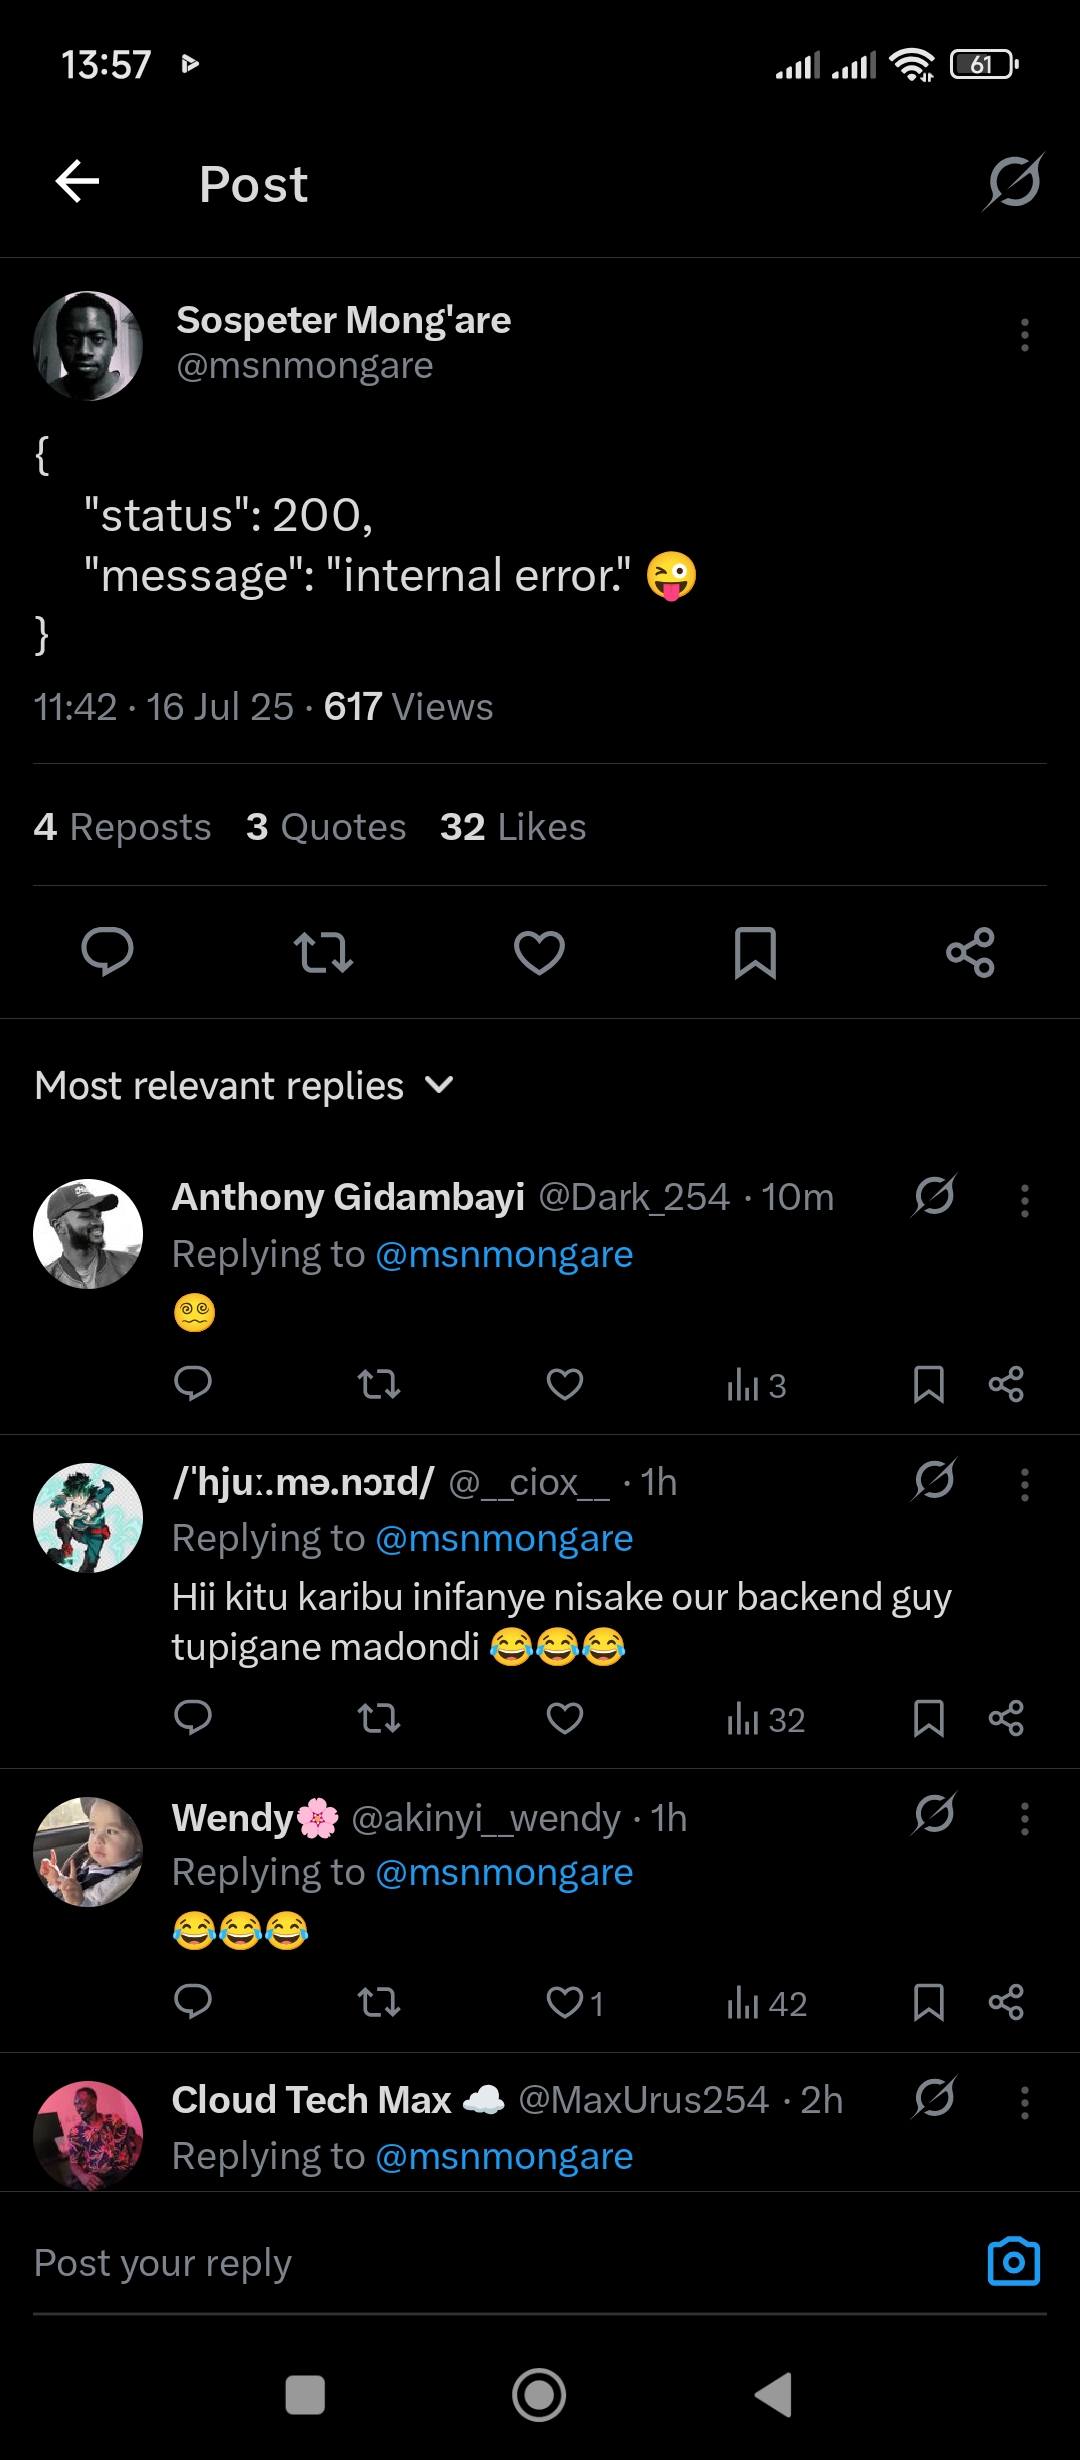 13:57
61
Post
Sospeter Mong'are
@msnmongare
{
"status": 200,
"message": "internal error." 😜
}
11:42 · 16 Jul 25 · 617 Views
4 Reposts 3 Quotes 32 Likes
Most relevant replies
Anthony Gidambayi @Dark_254 · 10m
Replying to @msnmongare
😵‍💫
3
/'hjuː.mə.nɔɪd/ @__ciox__ · 1h
Replying to @msnmongare
Hii kitu karibu inifanye nisake our backend guy
tupigane madondi 😂😂😂
32
Wendy🌸 @akinyi__wendy · 1h
Replying to @msnmongare
😂😂😂
1 42
Cloud Tech Max ☁️ @MaxUrus254 · 2h
Replying to @msnmongare
Post your reply